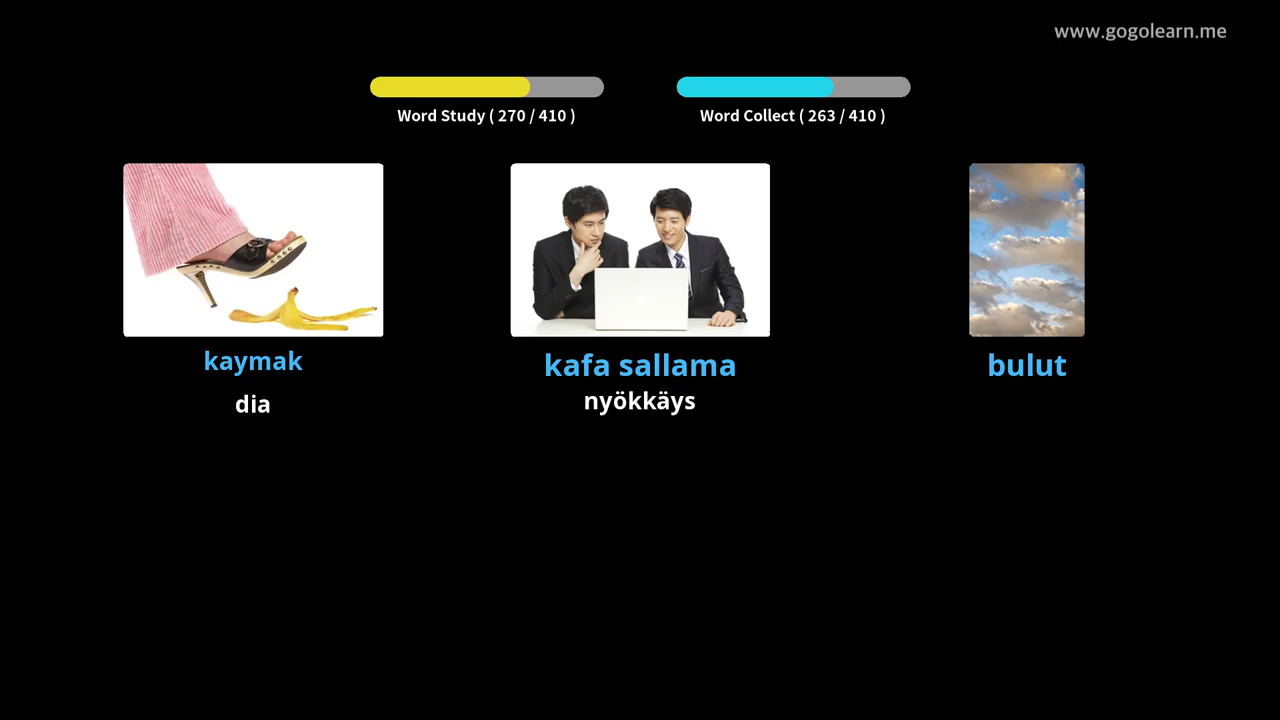 www.gogolearn.me
Word Study ( 270 / 410 )
Word Collect ( 263 / 410 )
kaymak
dia
kafa sallama
nyökkäys
bulut